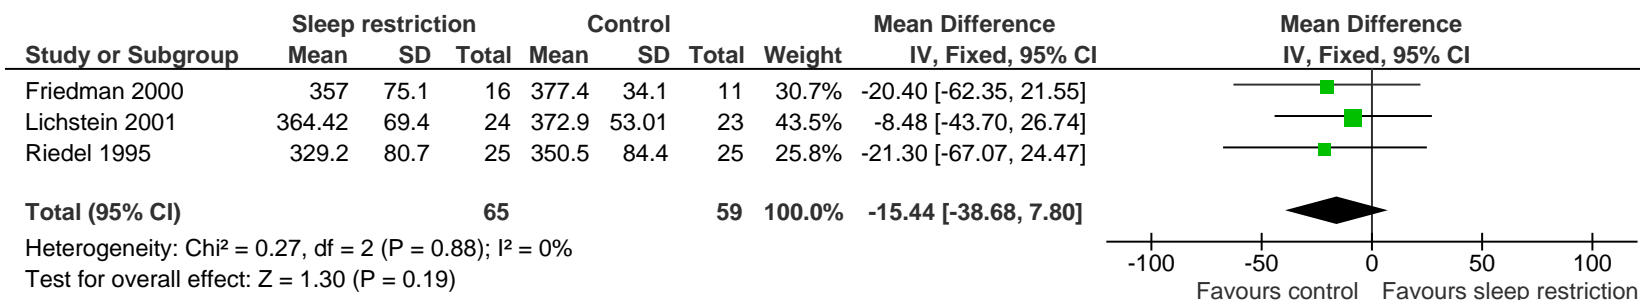 Sleep restriction Control Mean Difference Mean Difference
Study or Subgroup Mean SD Total Mean SD Total Weight IV, Fixed, 95% CI IV, Fixed, 95% CI
Friedman 2000 357 75.1 16 377.4 34.1 11 30.7% -20.40 [-62.35, 21.55]
Lichstein 2001 364.42 69.4 24 372.9 53.01 23 43.5% -8.48 [-43.70, 26.74]
Riedel 1995 329.2 80.7 25 350.5 84.4 25 25.8% -21.30 [-67.07, 24.47]
Total (95% CI) 65 59 100.0% -15.44 [-38.68, 7.80]
Heterogeneity: Chi² = 0.27, df = 2 (P = 0.88); I² = 0%
Test for overall effect: Z = 1.30 (P = 0.19)
-100 -50 0 50 100
Favours control Favours sleep restriction